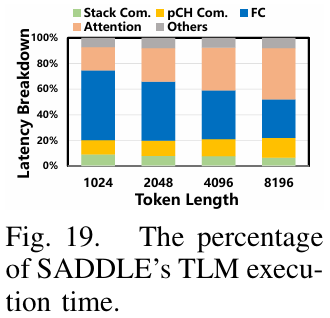 Stack Com. pCH Com. FC
Attention Others
Latency Breakdown
100%
80%
60%
40%
20%
0%
1024 2048 4096 8196
Token Length
Fig. 19. The percentage
of SADDLE's TLM execu-
tion time.